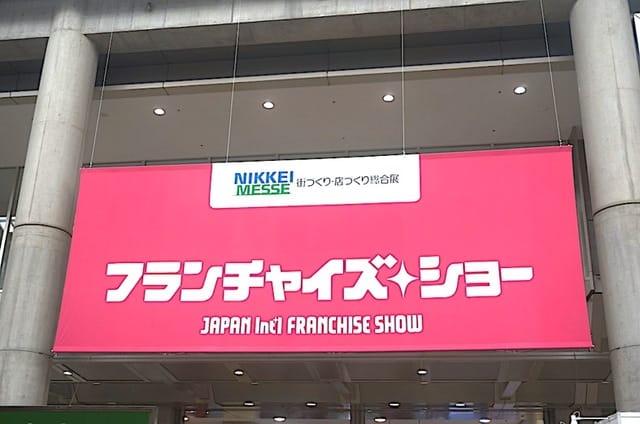 NIKKEI
MESSE
街づくり・店づくり総合展
フランチャイズ✦ショー
JAPAN Int'l FRANCHISE SHOW